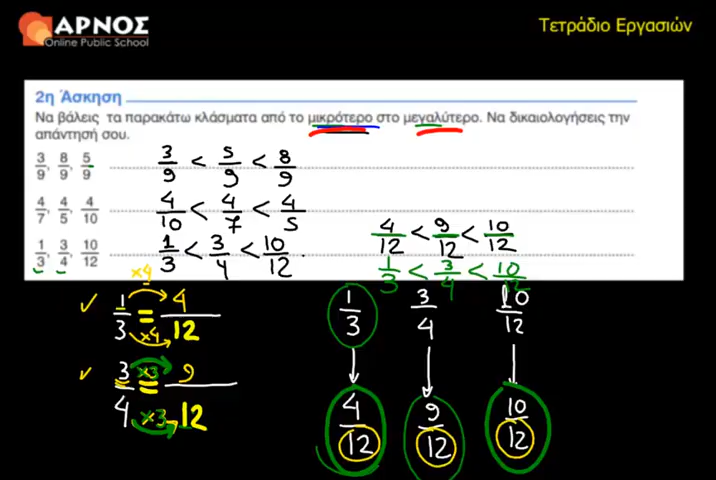 ΑΡΝΟΣ
Online Public School
Τετράδιο Εργασιών
2η Άσκηση
Να βάλεις τα παρακάτω κλάσματα από το μικρότερο στο μεγαλύτερο. Να δικαιολογήσεις την
απάντησή σου.
3/9, 8/9, 5/9 3/9 < 5/9 < 8/9
4/7, 4/5, 4/10 4/10 < 4/7 < 4/5
4/12 < 9/12 < 10/12
1/3, 3/4, 10/12 1/3 < 3/4 < 10/12
1/3 < 3/4 < 10/12
×4
✓ 1/3 = 4/12
×4
1/3 3/4 10/12
✓ 3/4 = 9/12
×3
×3
4/12 9/12 10/12